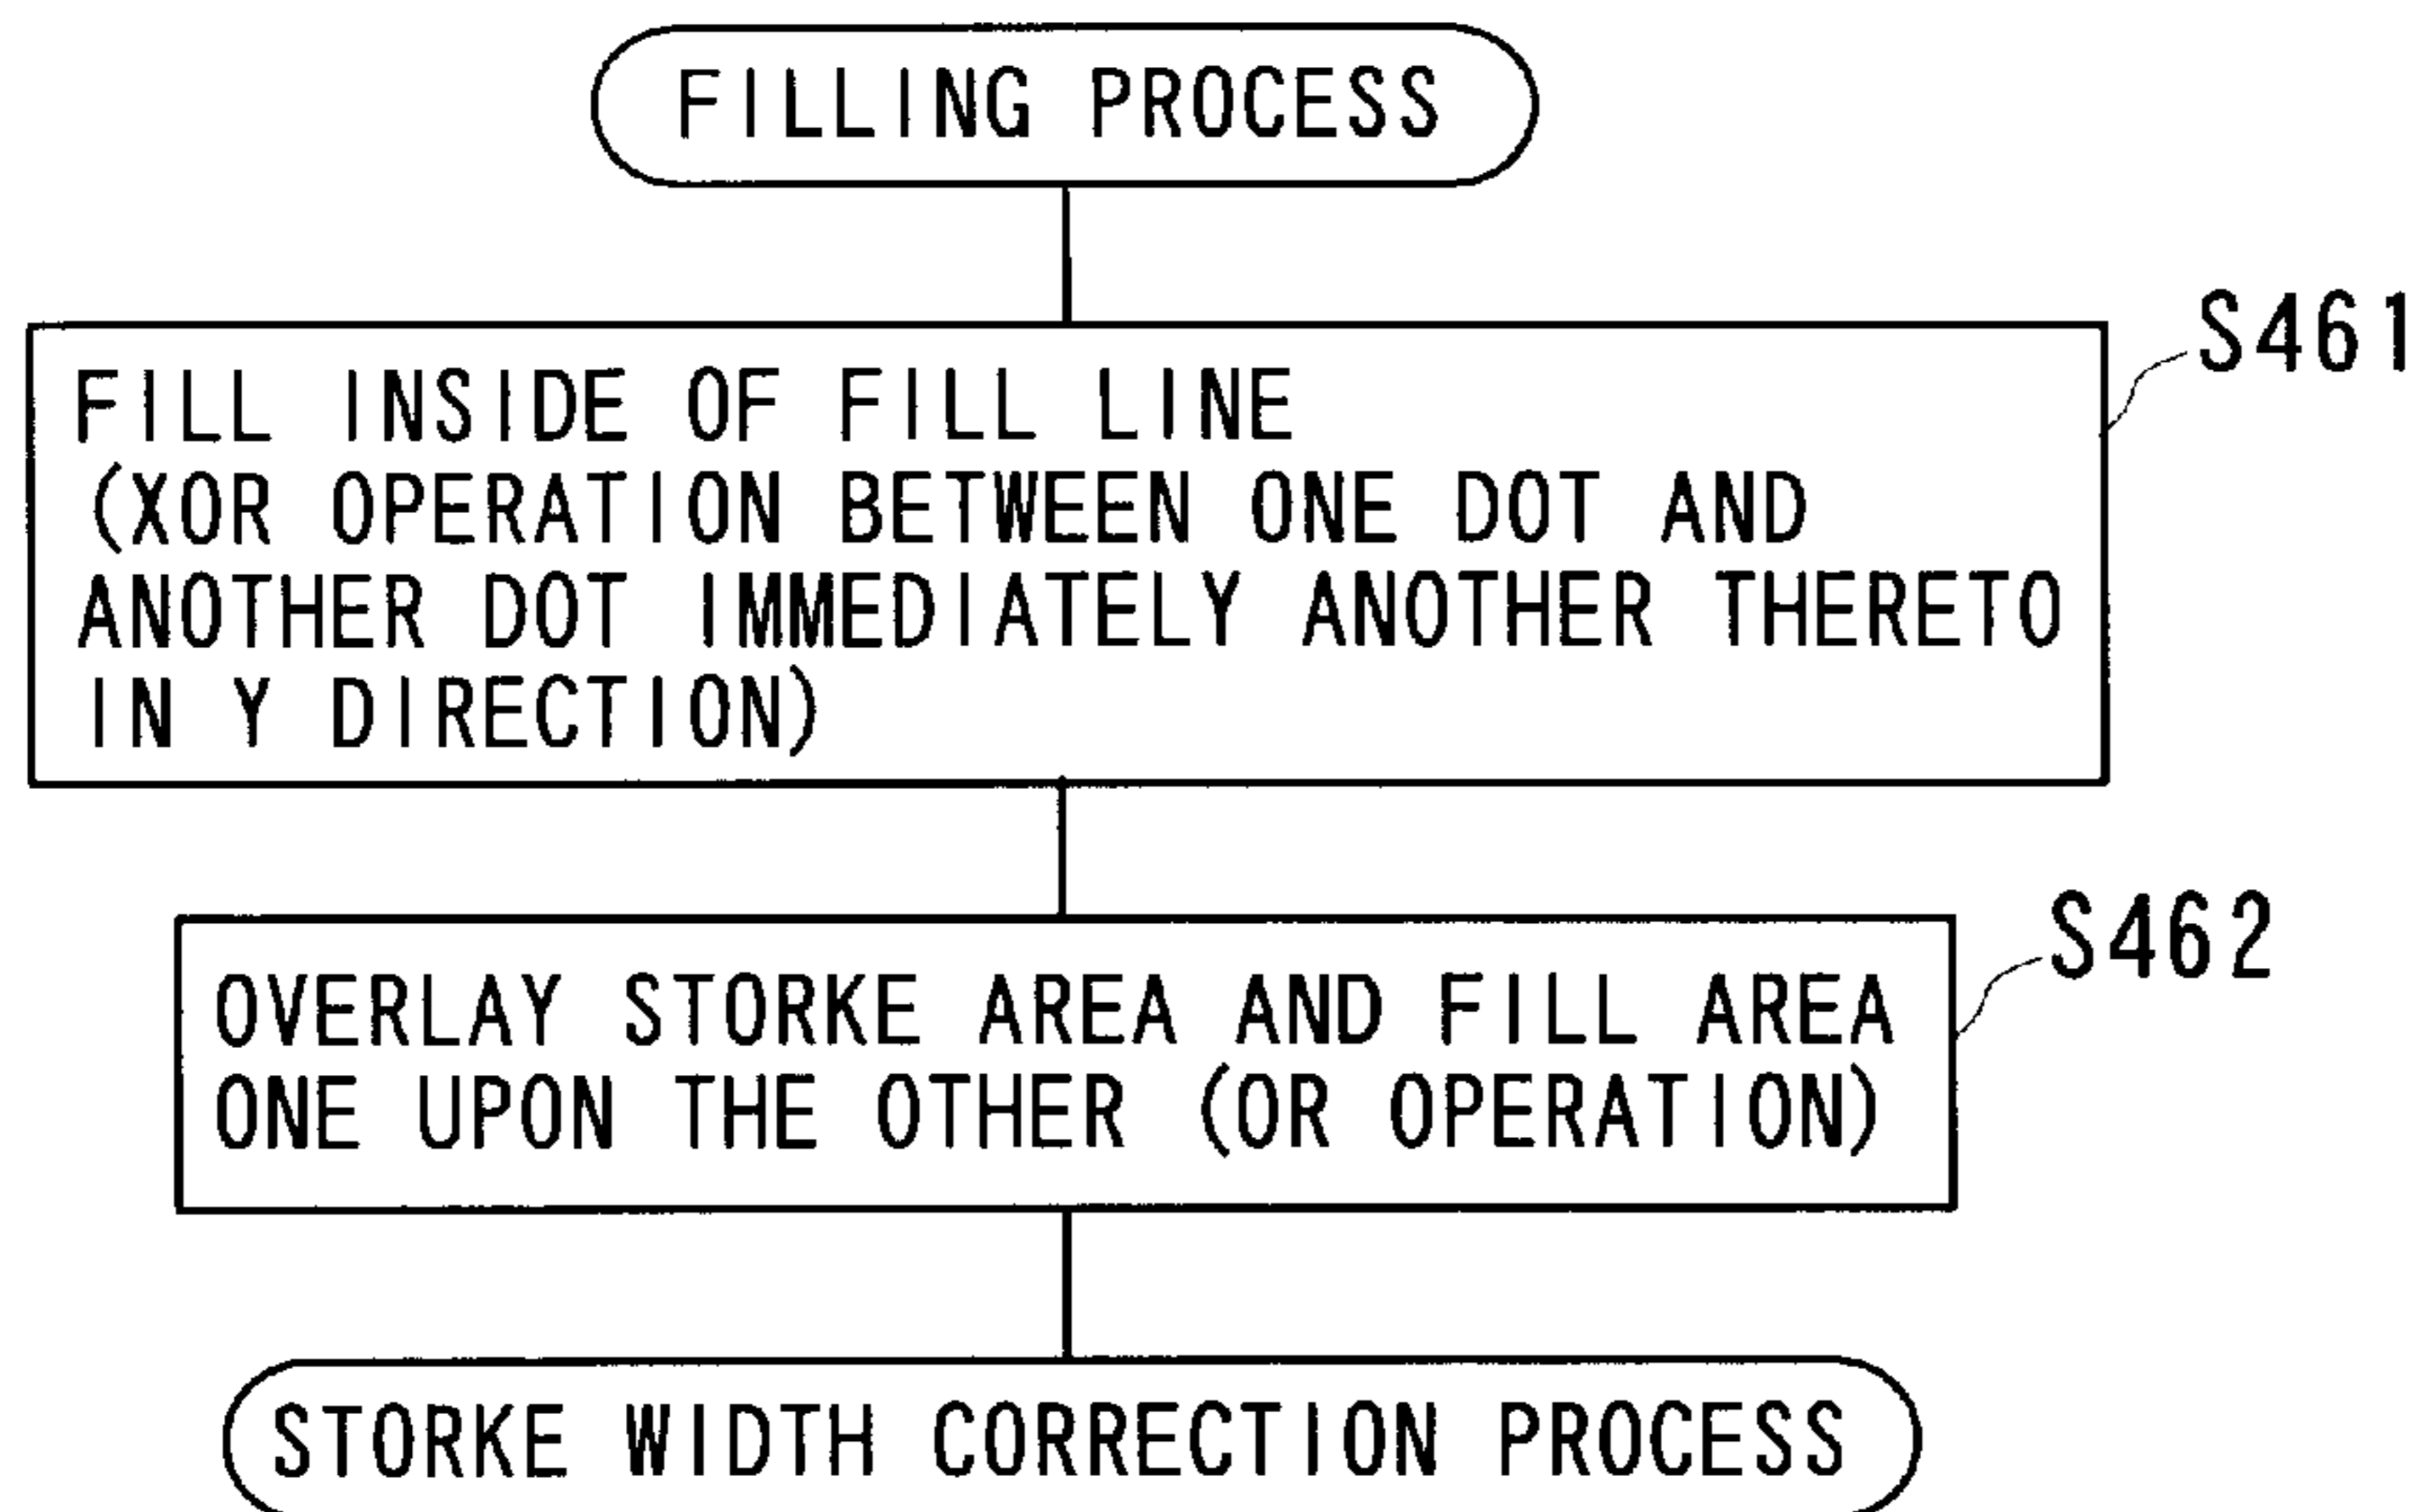 FILLING PROCESS
S461
FILL INSIDE OF FILL LINE
(XOR OPERATION BETWEEN ONE DOT AND
ANOTHER DOT IMMEDIATELY ANOTHER THERETO
IN Y DIRECTION)
S462
OVERLAY STORKE AREA AND FILL AREA
ONE UPON THE OTHER (OR OPERATION)
STORKE WIDTH CORRECTION PROCESS